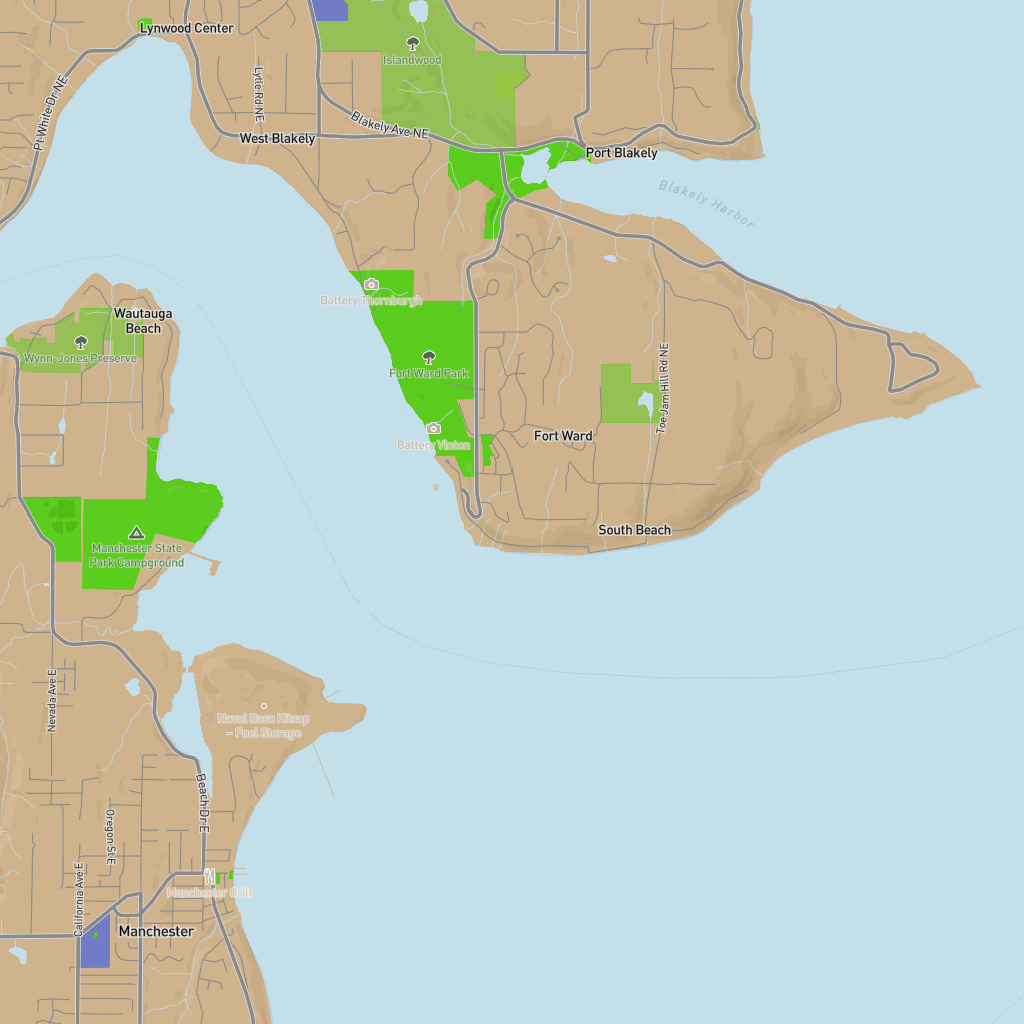 Lynwood Center
Islandwood
Pt White Dr NE
Lytle Rd NE
Blakely Ave NE
West Blakely
Port Blakely
Blakely Harbor
Battery Thornburgh
Wautauga
Beach
Wynn-Jones Preserve
Fort Ward Park
Toe Jam Hill Rd NE
Battery Vinton
Fort Ward
South Beach
Manchester State
Park Campground
Nevada Ave E
Naval Base Kitsap
- Fuel Storage
Beach Dr E
Oregon St E
California Ave E
Manchester Grill
Manchester